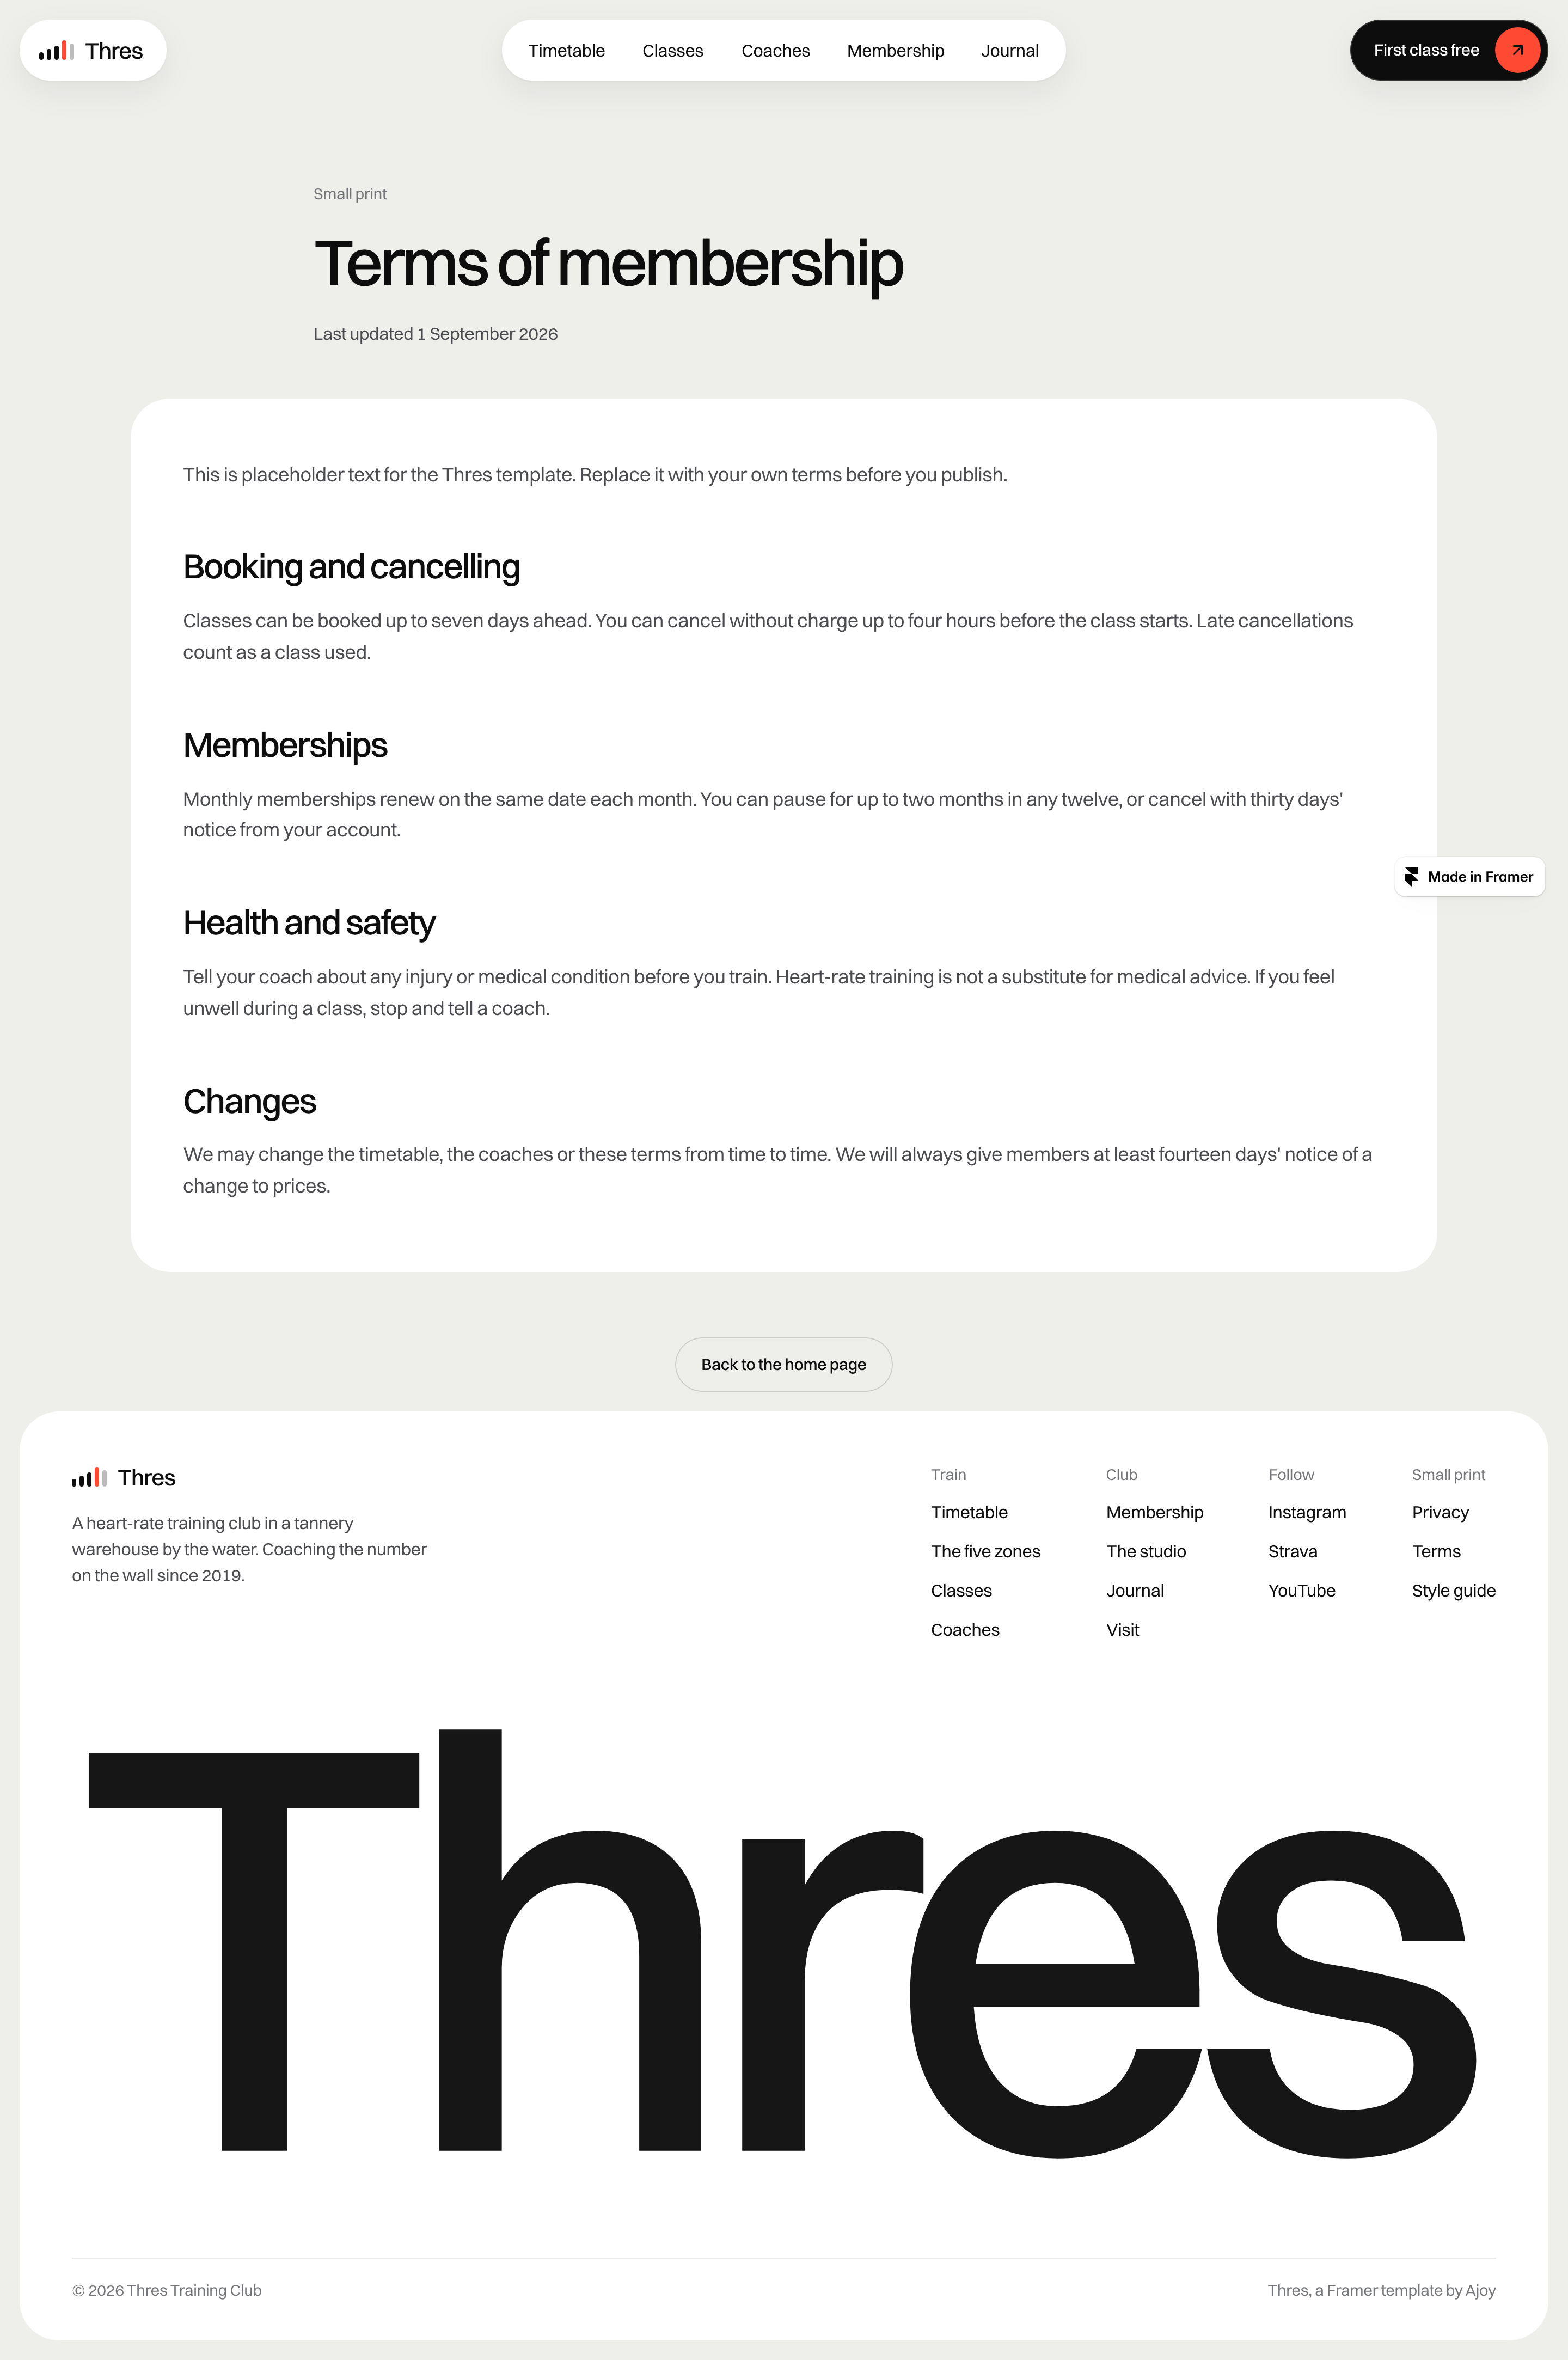 Thres
Timetable
Classes
Coaches
Membership
Journal
First class free
Small print
Terms of membership
Last updated 1 September 2026
This is placeholder text for the Thres template. Replace it with your own terms before you publish.
Booking and cancelling
Classes can be booked up to seven days ahead. You can cancel without charge up to four hours before the class starts. Late cancellations
count as a class used.
Memberships
Monthly memberships renew on the same date each month. You can pause for up to two months in any twelve, or cancel with thirty days'
notice from your account.
Made in Framer
Health and safety
Tell your coach about any injury or medical condition before you train. Heart-rate training is not a substitute for medical advice. If you feel
unwell during a class, stop and tell a coach.
Changes
We may change the timetable, the coaches or these terms from time to time. We will always give members at least fourteen days' notice of a
change to prices.
Back to the home page
Thres
A heart-rate training club in a tannery
warehouse by the water. Coaching the number
on the wall since 2019.
Train
Timetable
The five zones
Classes
Coaches
Club
Membership
The studio
Journal
Visit
Follow
Instagram
Strava
YouTube
Small print
Privacy
Terms
Style guide
Thres
© 2026 Thres Training Club
Thres, a Framer template by Ajoy